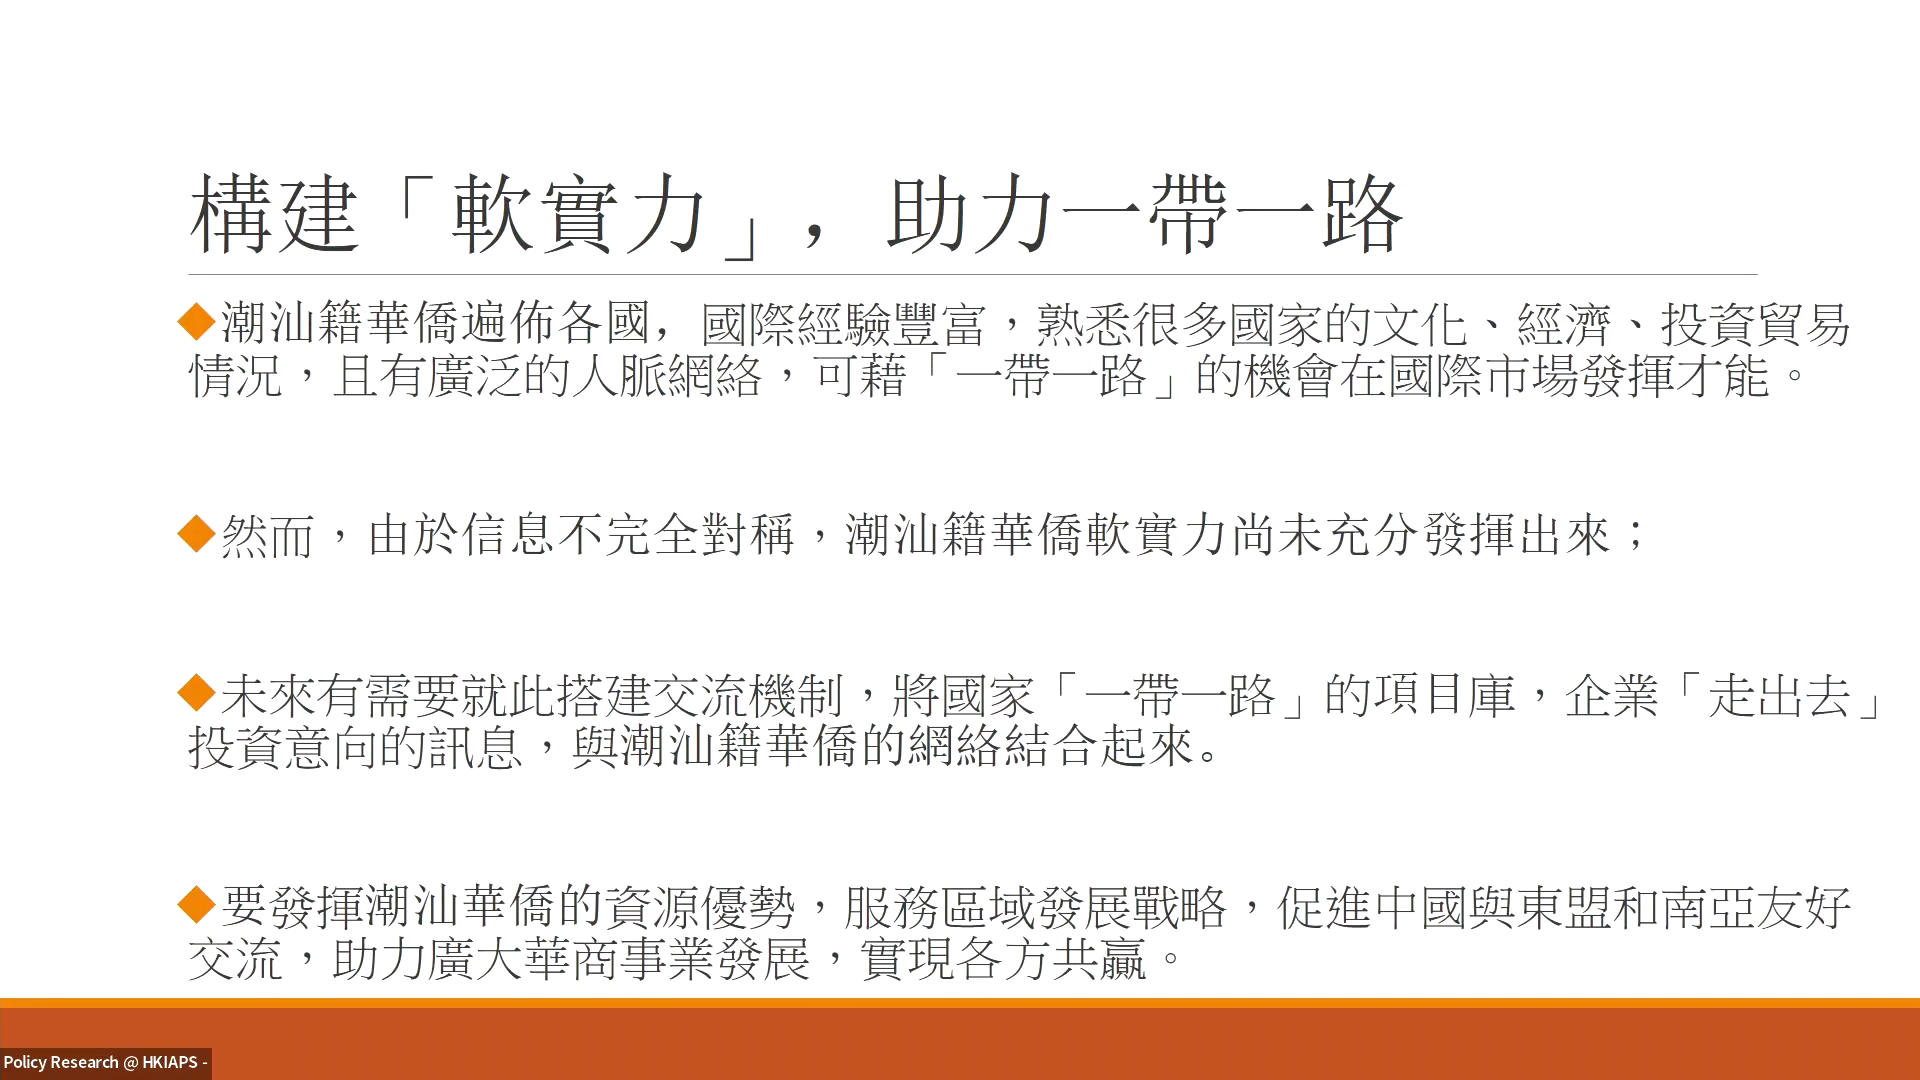 構建「軟實力」，助力一帶一路
潮汕籍華僑遍佈各國，國際經驗豐富，熟悉很多國家的文化、經濟、投資貿易
情況，且有廣泛的人脈網絡，可藉「一帶一路」的機會在國際市場發揮才能。
然而，由於信息不完全對稱，潮汕籍華僑軟實力尚未充分發揮出來；
未來有需要就此搭建交流機制，將國家「一帶一路」的項目庫，企業「走出去」
投資意向的訊息，與潮汕籍華僑的網絡結合起來。
要發揮潮汕華僑的資源優勢，服務區域發展戰略，促進中國與東盟和南亞友好
交流，助力廣大華商事業發展，實現各方共贏。
Policy Research @ HKIAPS -